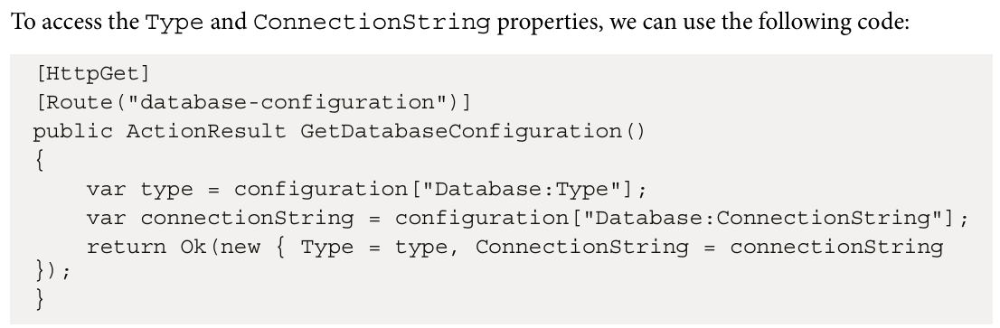 To access the Type and ConnectionString properties, we can use the following code:
[HttpGet]
[Route("database-configuration")]
public ActionResult GetDatabaseConfiguration()
{
    var type = configuration["Database:Type"];
    var connectionString = configuration["Database:ConnectionString"];
    return Ok(new { Type = type, ConnectionString = connectionString
});
}